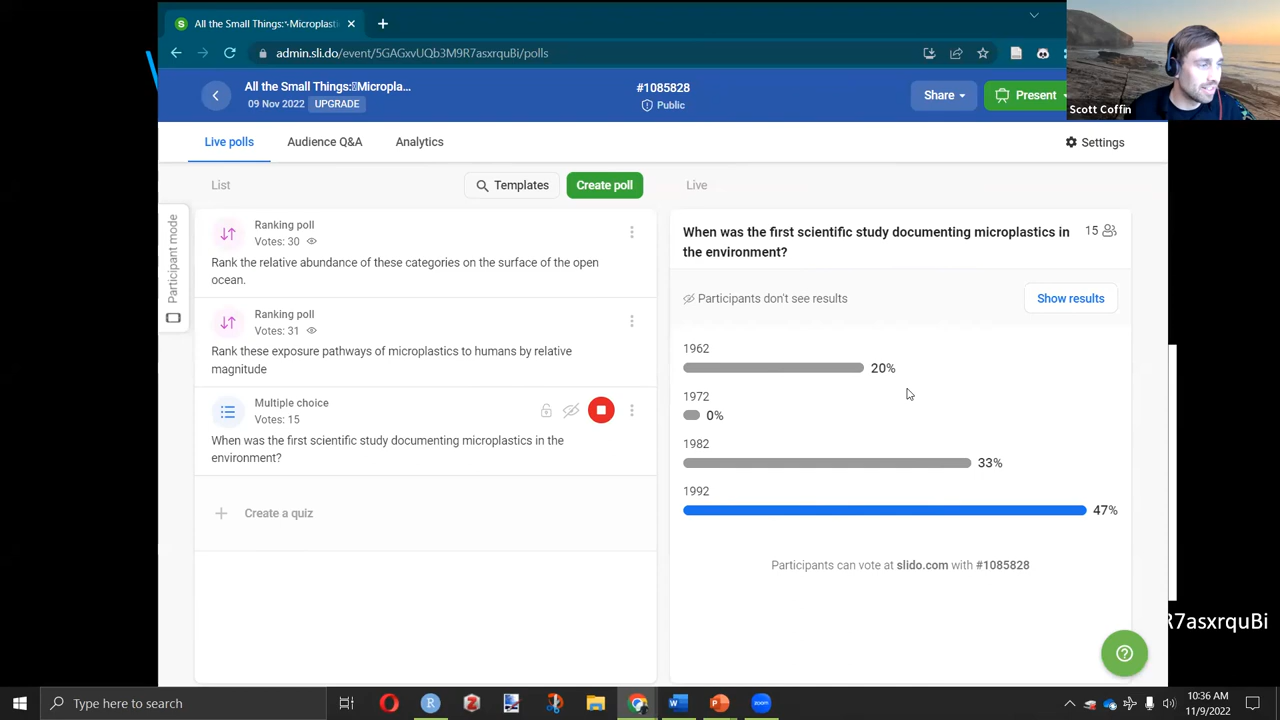 All the Small Things: Microplasti
admin.sli.do/event/5GAGxvUQb3M9R7asxrquBi/polls
Scott Coffin
All the Small Things: Micropla...
09 Nov 2022 UPGRADE
#1085828
Public
Share
Present
Live polls
Audience Q&A
Analytics
Settings
Participant mode
List
Templates
Create poll
Ranking poll
Votes: 30
Rank the relative abundance of these categories on the surface of the open
ocean.
Ranking poll
Votes: 31
Rank these exposure pathways of microplastics to humans by relative
magnitude
Multiple choice
Votes: 15
When was the first scientific study documenting microplastics in the
environment?
Create a quiz
Live
When was the first scientific study documenting microplastics in
the environment?
15
Participants don't see results
Show results
1962
20%
1972
0%
1982
33%
1992
47%
Participants can vote at slido.com with #1085828
R7asxrquBi
Type here to search
zoom
10:36 AM
11/9/2022